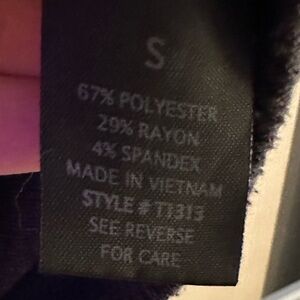 S
67% POLYESTER
29% RAYON
4% SPANDEX
MADE IN VIETNAM
STYLE # T1313
SEE REVERSE
FOR CARE